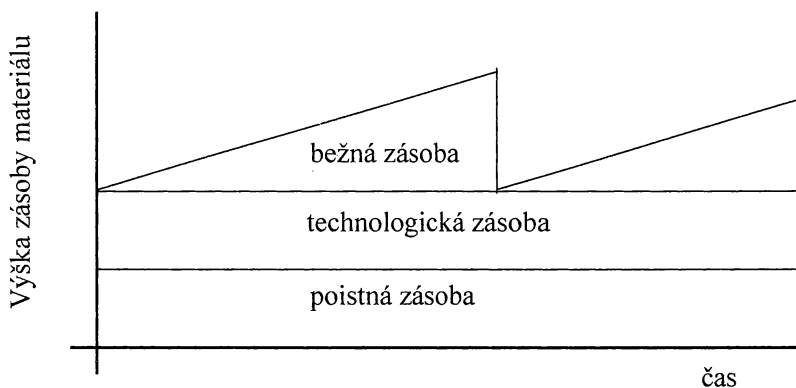 Výška zásoby materiálu
bežná zásoba
technologická zásoba
poistná zásoba
čas